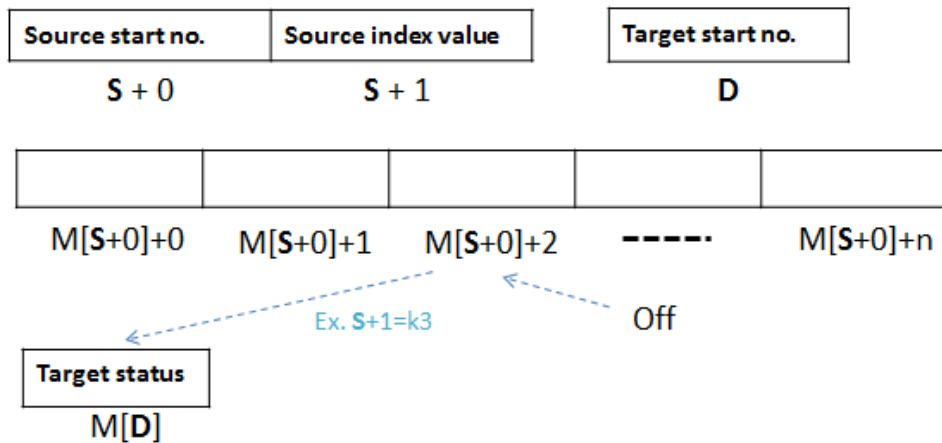 Source start no. Source index value Target start no.
S + 0 S + 1 D
M[S+0]+0 M[S+0]+1 M[S+0]+2 ----- M[S+0]+n
Ex. S+1=k3 Off
Target status
M[D]